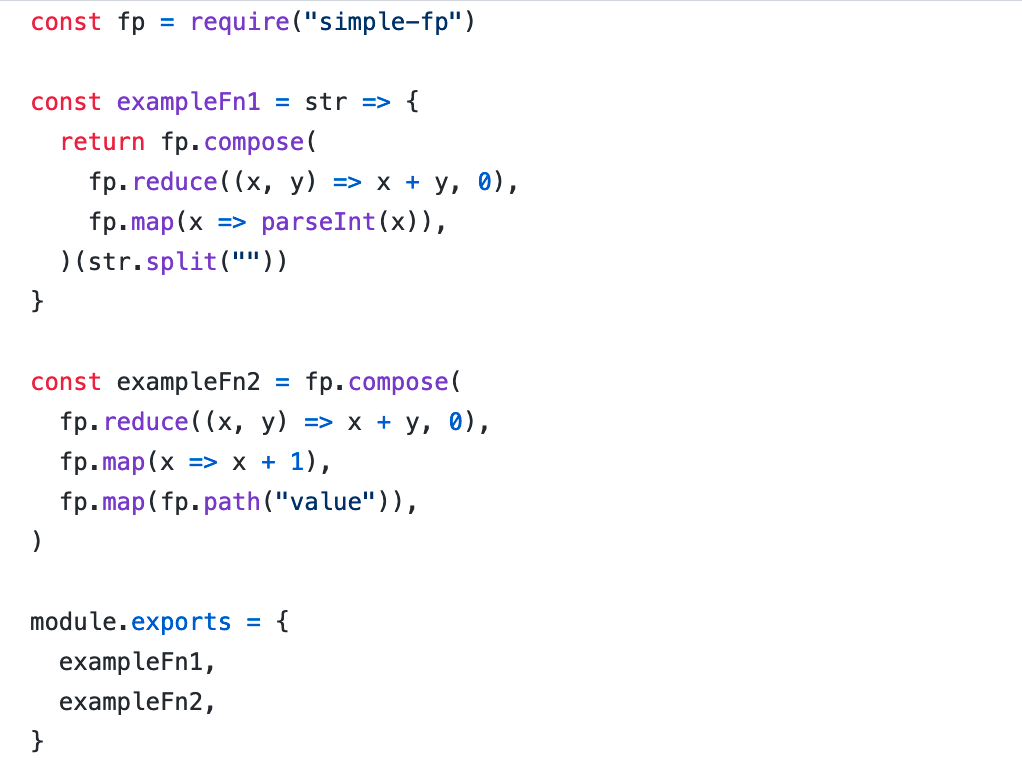 const fp = require("simple-fp")

const exampleFn1 = str => {
  return fp.compose(
    fp.reduce((x, y) => x + y, 0),
    fp.map(x => parseInt(x)),
  )(str.split(""))
}

const exampleFn2 = fp.compose(
  fp.reduce((x, y) => x + y, 0),
  fp.map(x => x + 1),
  fp.map(fp.path("value")),
)

module.exports = {
  exampleFn1,
  exampleFn2,
}